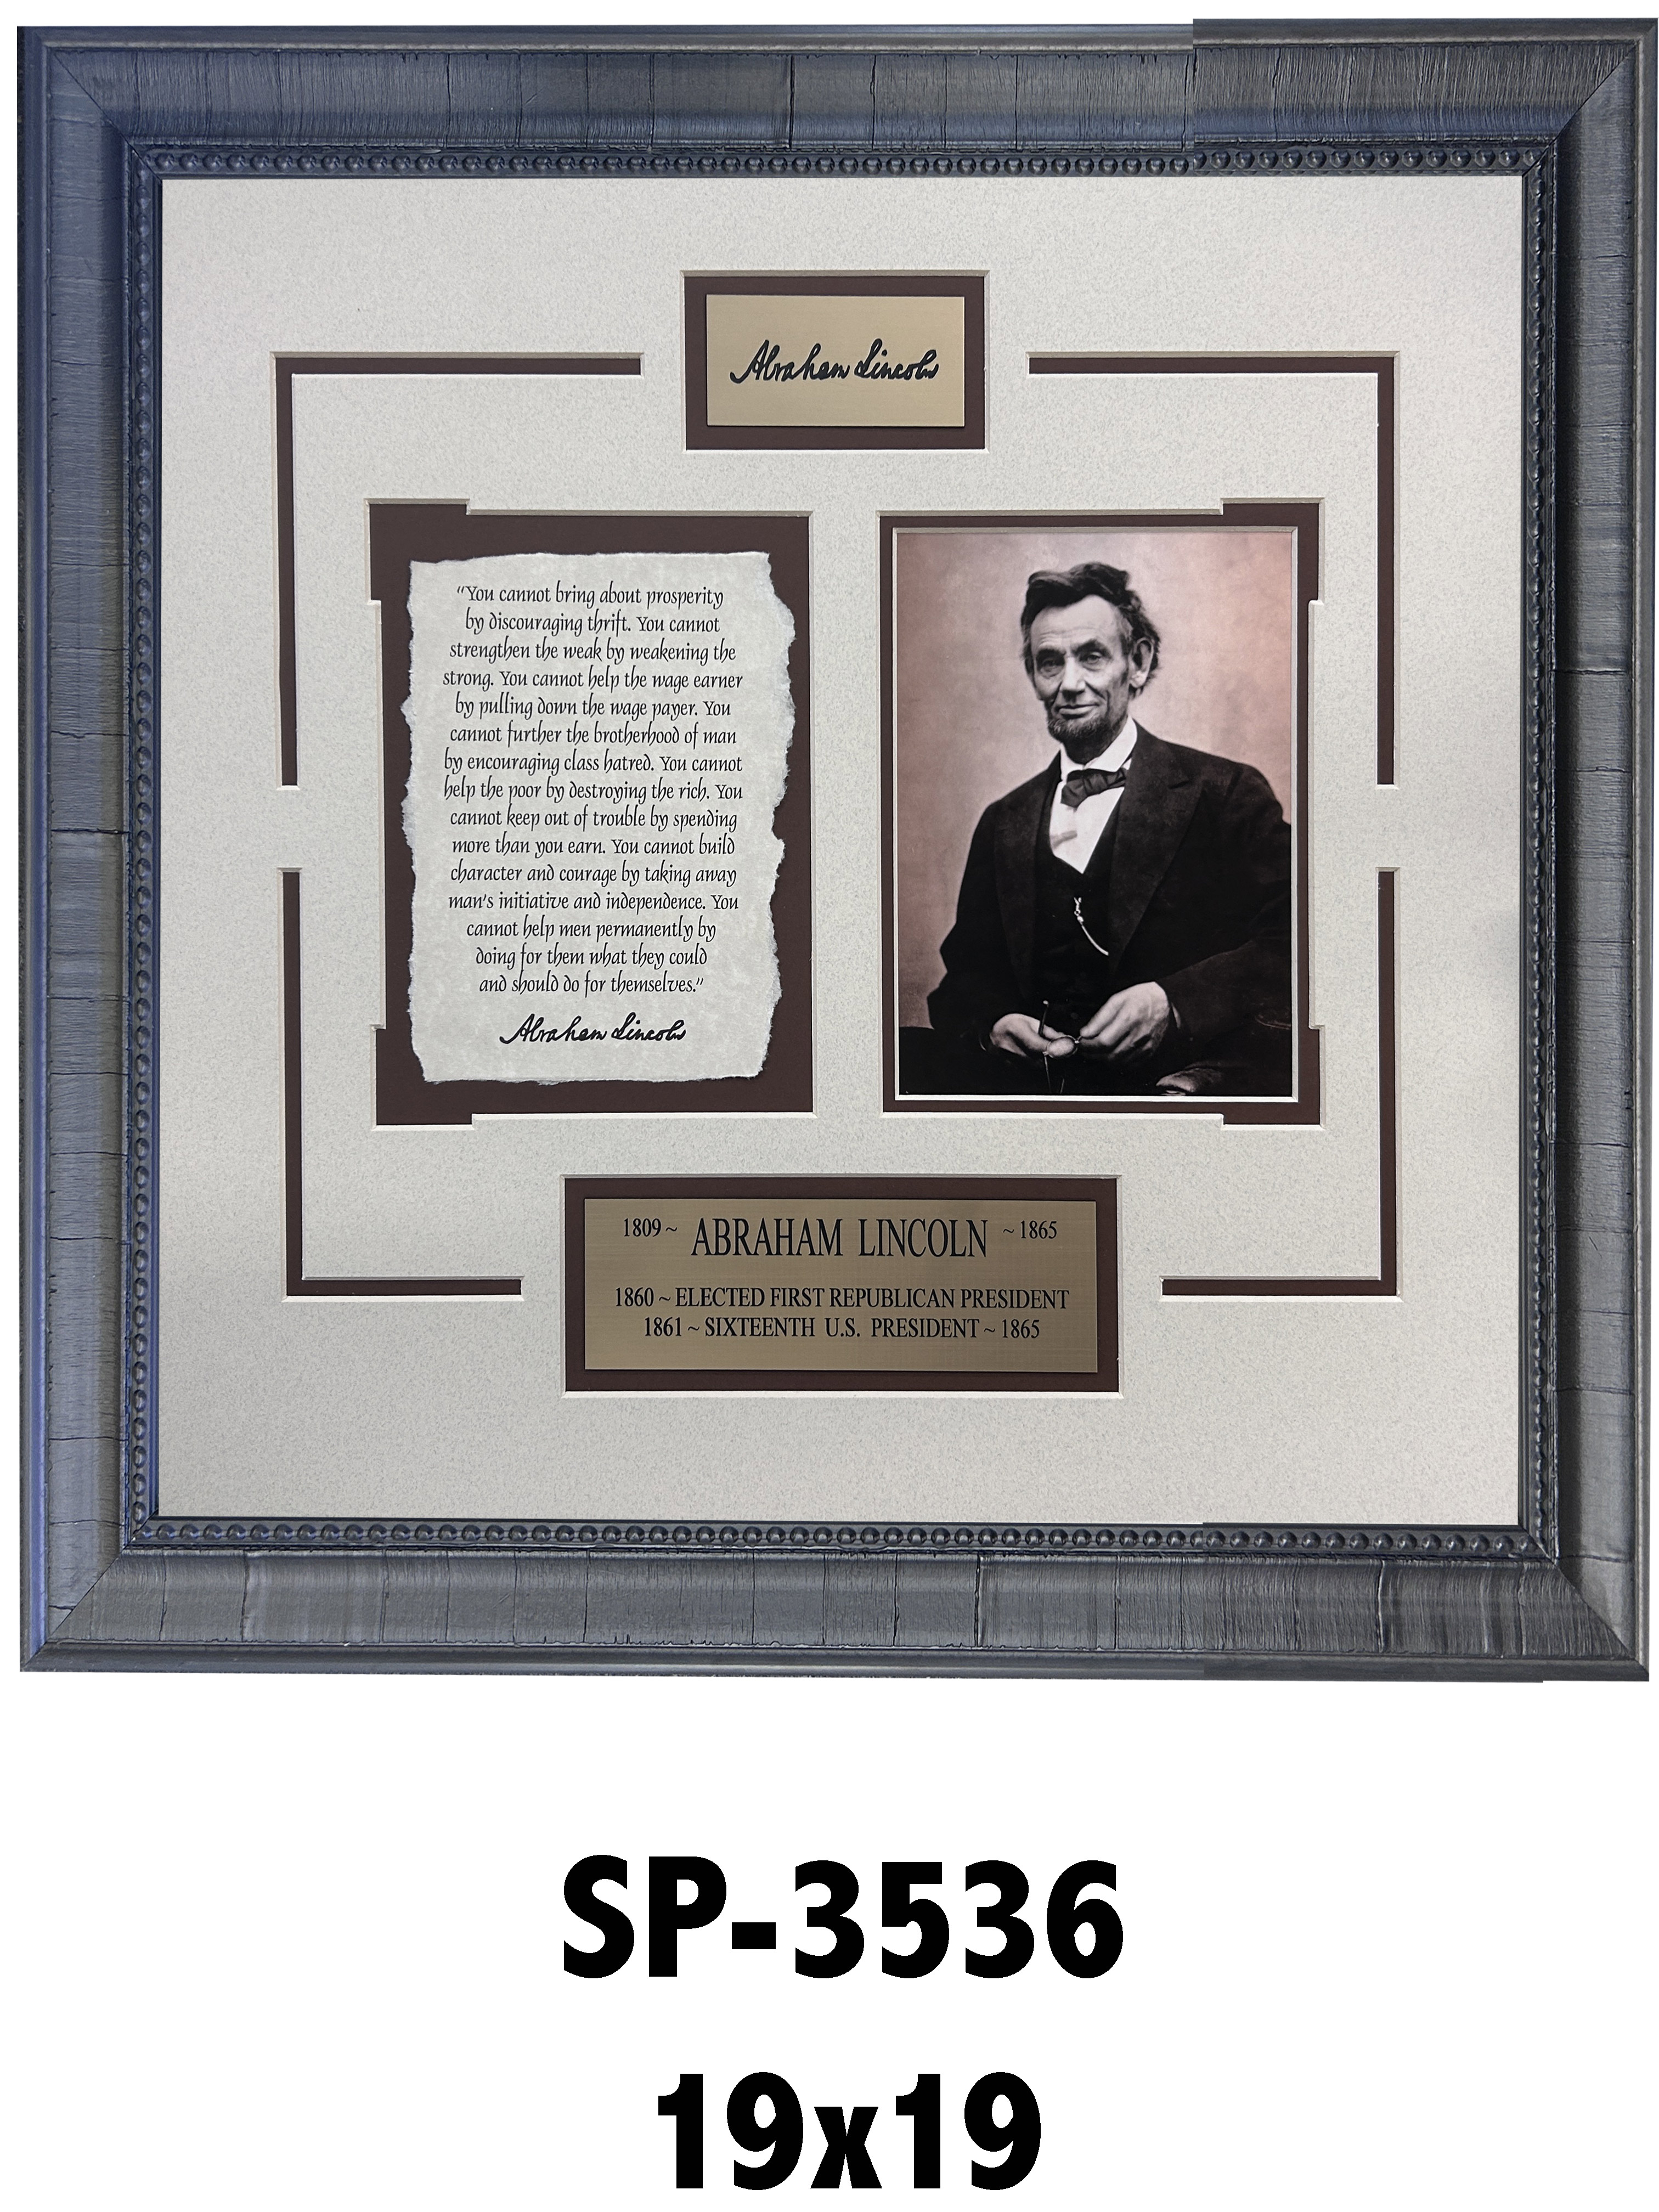 Abraham Lincoln
“You cannot bring about prosperity
by discouraging thrift. You cannot
strengthen the weak by weakening the
strong. You cannot help the wage earner
by pulling down the wage payer. You
cannot further the brotherhood of man
by encouraging class hatred. You cannot
help the poor by destroying the rich. You
cannot keep out of trouble by spending
more than you earn. You cannot build
character and courage by taking away
man's initiative and independence. You
cannot help men permanently by
doing for them what they could
and should do for themselves.”
Abraham Lincoln
1809 ~ ABRAHAM LINCOLN ~ 1865
1860 ~ ELECTED FIRST REPUBLICAN PRESIDENT
1861 ~ SIXTEENTH U.S. PRESIDENT ~ 1865
SP-3536
19x19